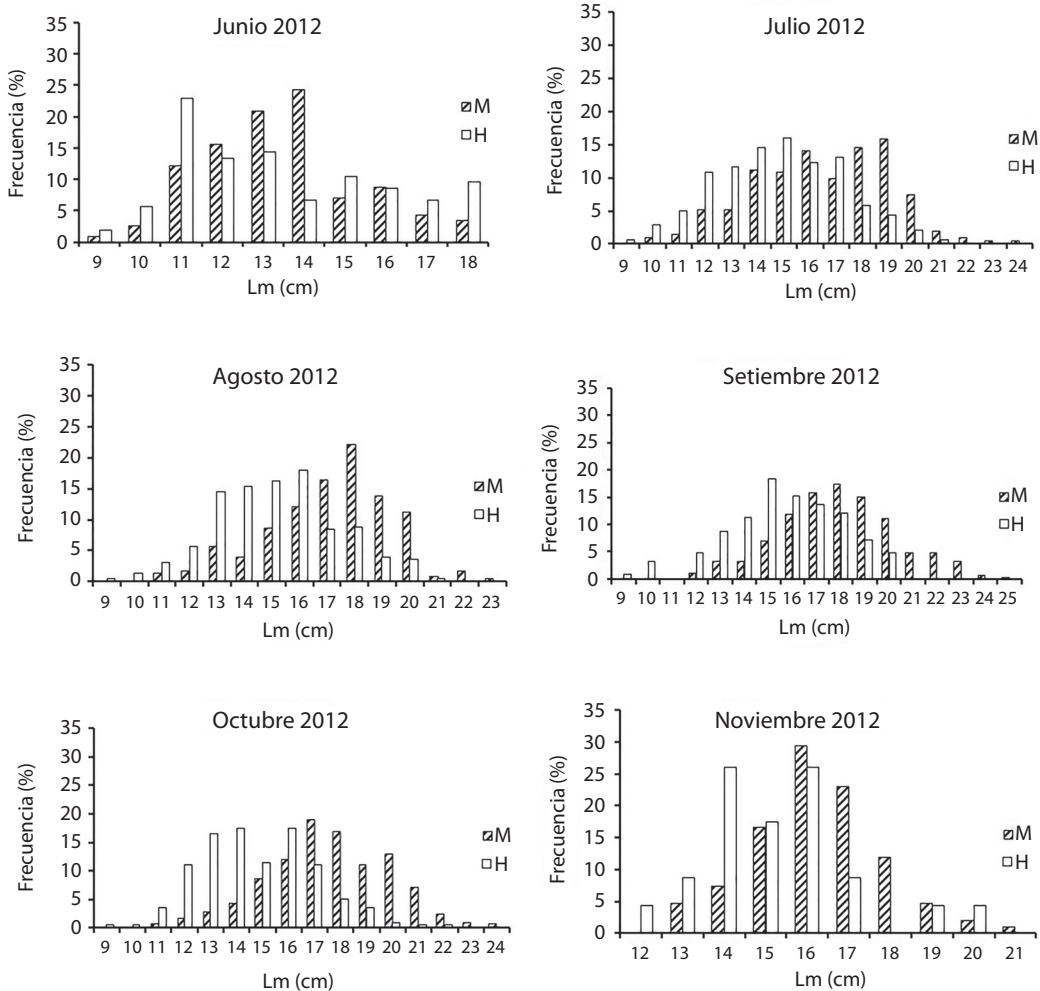 Junio 2012
Frecuencia (%)
35
30
25
20
15
10
5
0
M
H
9 10 11 12 13 14 15 16 17 18
Lm (cm)
Julio 2012
Frecuencia (%)
35
30
25
20
15
10
5
0
M
H
9 10 11 12 13 14 15 16 17 18 19 20 21 22 23 24
Lm (cm)
Agosto 2012
Frecuencia (%)
35
30
25
20
15
10
5
0
M
H
9 10 11 12 13 14 15 16 17 18 19 20 21 22 23
Lm (cm)
Setiembre 2012
Frecuencia (%)
35
30
25
20
15
10
5
0
M
H
9 10 11 12 13 14 15 16 17 18 19 20 21 22 23 24 25
Lm (cm)
Octubre 2012
Frecuencia (%)
35
30
25
20
15
10
5
0
M
H
9 10 11 12 13 14 15 16 17 18 19 20 21 22 23 24
Lm (cm)
Noviembre 2012
Frecuencia (%)
35
30
25
20
15
10
5
0
M
H
12 13 14 15 16 17 18 19 20 21
Lm (cm)